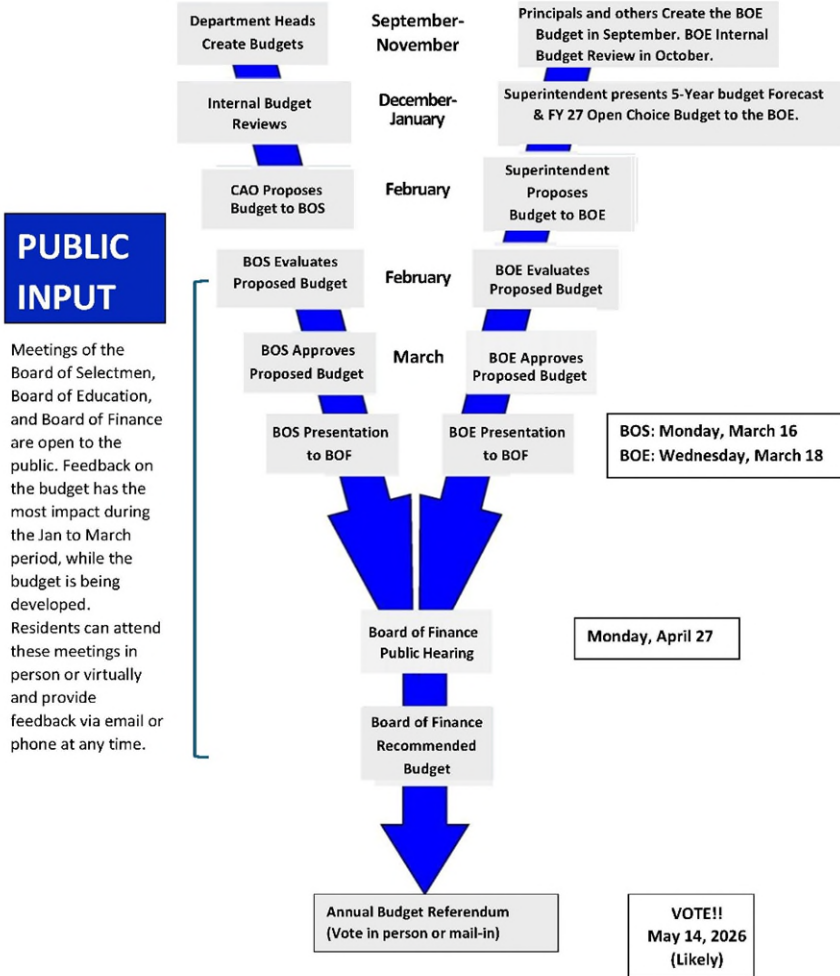 Department Heads
Create Budgets
September-
November
Principals and others Create the BOE
Budget in September. BOE Internal
Budget Review in October.
Internal Budget
Reviews
December-
January
Superintendent presents 5-Year budget Forecast
& FY 27 Open Choice Budget to the BOE.
CAO Proposes
Budget to BOS
February
Superintendent
Proposes
Budget to BOE
PUBLIC
INPUT
BOS Evaluates
Proposed Budget
February
BOE Evaluates
Proposed Budget
Meetings of the
Board of Selectmen,
Board of Education,
and Board of Finance
are open to the
public. Feedback on
the budget has the
most impact during
the Jan to March
period, while the
budget is being
developed.
Residents can attend
these meetings in
person or virtually
and provide
feedback via email or
phone at any time.
BOS Approves
Proposed Budget
March
BOE Approves
Proposed Budget
BOS Presentation
to BOF
BOE Presentation
to BOF
BOS: Monday, March 16
BOE: Wednesday, March 18
Board of Finance
Public Hearing
Monday, April 27
Board of Finance
Recommended
Budget
Annual Budget Referendum
(Vote in person or mail-in)
VOTE!!
May 14, 2026
(Likely)